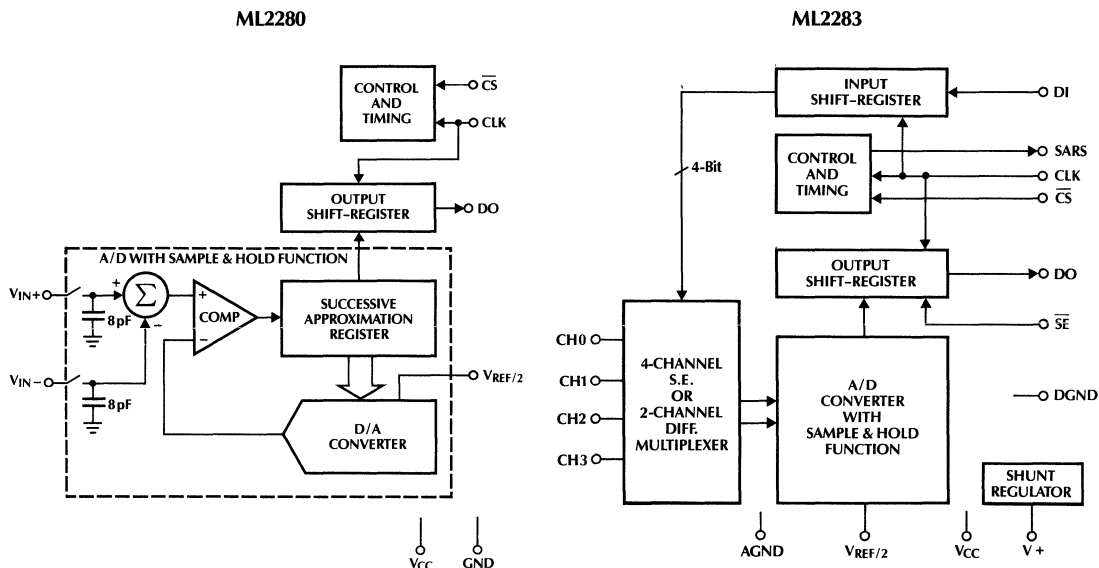 ML2280
CONTROL
AND
TIMING
CS
CLK
OUTPUT
SHIFT-REGISTER
DO
A/D WITH SAMPLE & HOLD FUNCTION
VIN+
+
Σ
−
8pF
+
COMP
−
SUCCESSIVE
APPROXIMATION
REGISTER
VIN−
8pF
VREF/2
D/A
CONVERTER
VCC
GND
ML2283
INPUT
SHIFT-REGISTER
DI
4-Bit
CONTROL
AND
TIMING
SARS
CLK
CS
OUTPUT
SHIFT-REGISTER
DO
SE
CH0
CH1
CH2
CH3
4-CHANNEL
S.E.
OR
2-CHANNEL
DIFF.
MULTIPLEXER
A/D
CONVERTER
WITH
SAMPLE & HOLD
FUNCTION
DGND
SHUNT
REGULATOR
AGND
VREF/2
VCC
V+